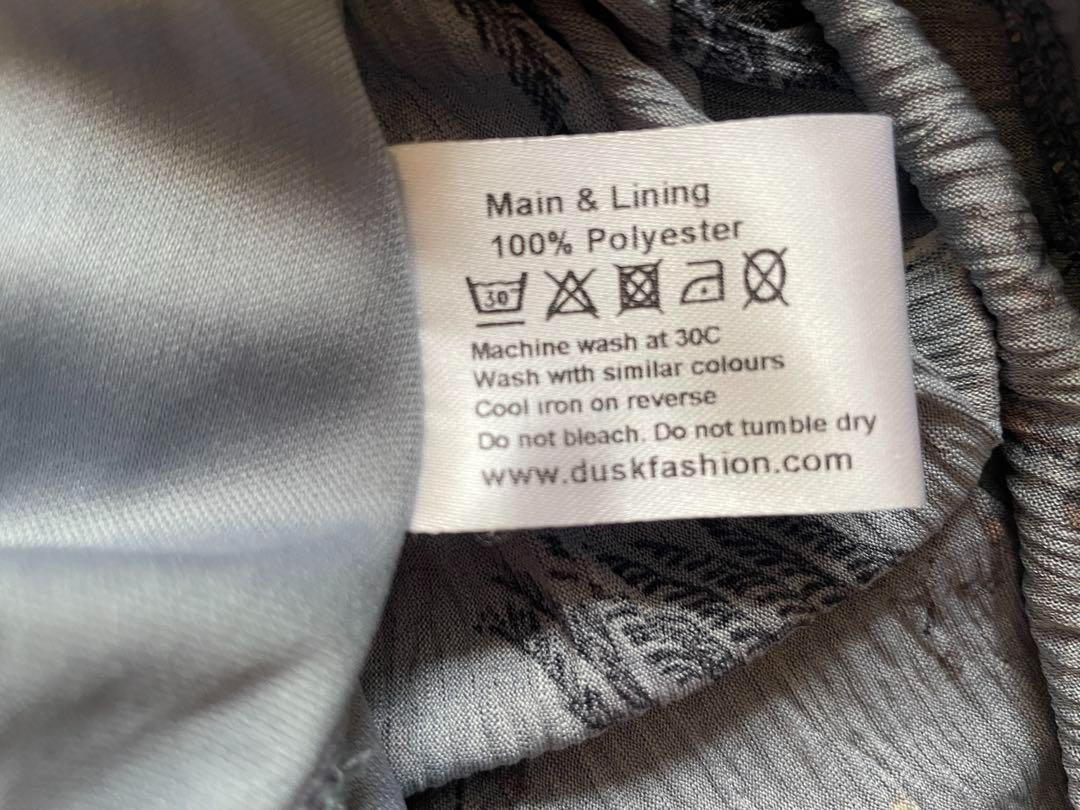 Main & Lining
100% Polyester
30
Machine wash at 30C
Wash with similar colours
Cool iron on reverse
Do not bleach. Do not tumble dry
www.duskfashion.com